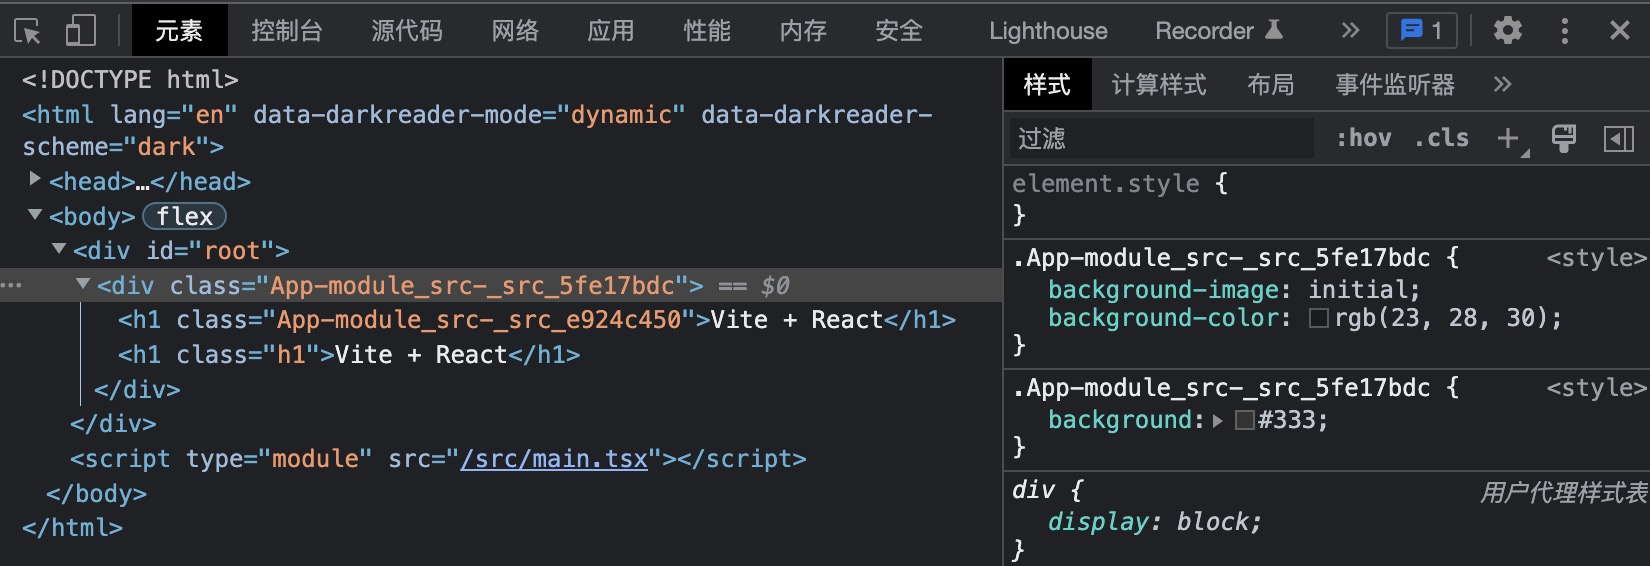 元素 控制台 源代码 网络 应用 性能 内存 安全 Lighthouse Recorder 1
<!DOCTYPE html>
<html lang="en" data-darkreader-mode="dynamic" data-darkreader-
scheme="dark">
<head>…</head>
<body> flex
<div id="root">
<div class="App-module_src-_src_5fe17bdc"> == $0
<h1 class="App-module_src-_src_e924c450">Vite + React</h1>
<h1 class="h1">Vite + React</h1>
</div>
</div>
<script type="module" src="/src/main.tsx"></script>
</body>
</html>
样式 计算样式 布局 事件监听器
过滤 :hov .cls
element.style {
}
.App-module_src-_src_5fe17bdc { <style>
background-image: initial;
background-color: rgb(23, 28, 30);
}
.App-module_src-_src_5fe17bdc { <style>
background: #333;
}
div { 用户代理样式表
display: block;
}